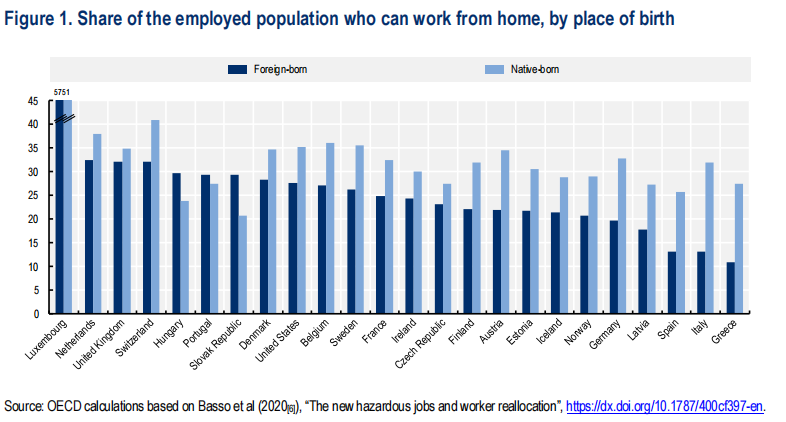 Figure 1. Share of the employed population who can work from home, by place of birth
Foreign-born
Native-born
5751
45
40
35
30
25
20
15
10
5
0
Luxembourg
Netherlands
United Kingdom
Switzerland
Hungary
Portugal
Slovak Republic
Denmark
United States
Belgium
Sweden
France
Ireland
Czech Republic
Finland
Austria
Estonia
Iceland
Norway
Germany
Latvia
Spain
Italy
Greece
Source: OECD calculations based on Basso et al (2020[6]), “The new hazardous jobs and worker reallocation”, https://dx.doi.org/10.1787/400cf397-en.